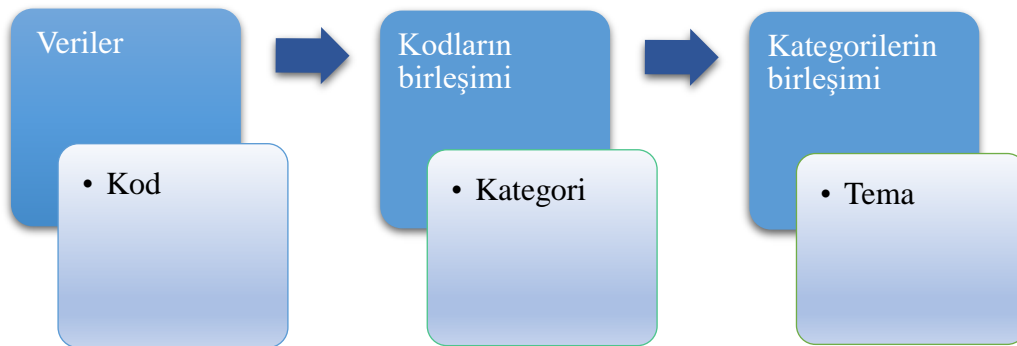 Veriler
• Kod
Kodların
birleşimi
• Kategori
Kategorilerin
birleşimi
• Tema